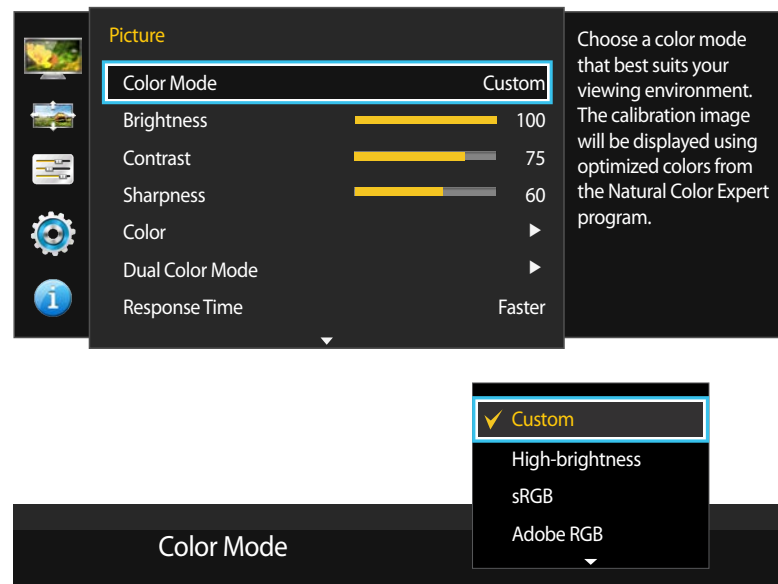 Picture
Color Mode Custom
Brightness 100
Contrast 75
Sharpness 60
Color
Dual Color Mode
Response Time Faster
Choose a color mode
that best suits your
viewing environment.
The calibration image
will be displayed using
optimized colors from
the Natural Color Expert
program.
Custom
High-brightness
sRGB
Adobe RGB
Color Mode